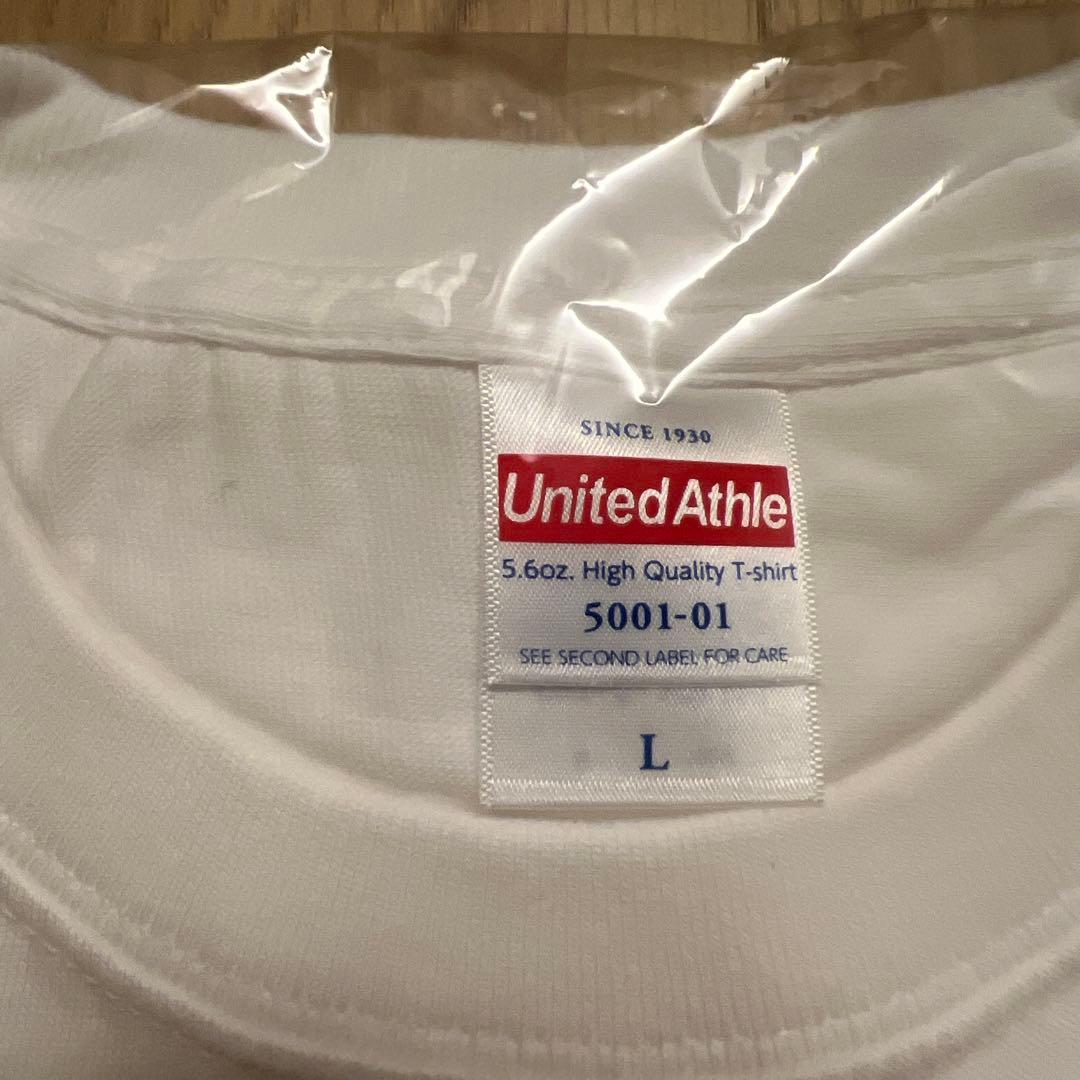 SINCE 1930
United Athle
5.6oz. High Quality T-shirt
5001-01
SEE SECOND LABEL FOR CARE
L